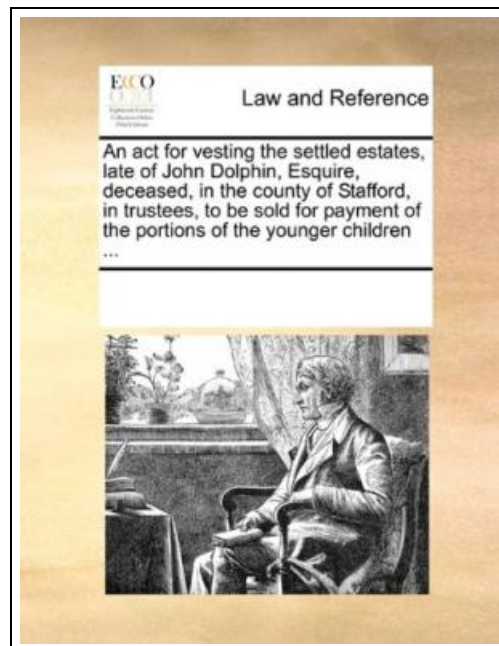 ECCO
Law and Reference
An act for vesting the settled estates,
late of John Dolphin, Esquire,
deceased, in the county of Stafford,
in trustees, to be sold for payment of
the portions of the younger children
...